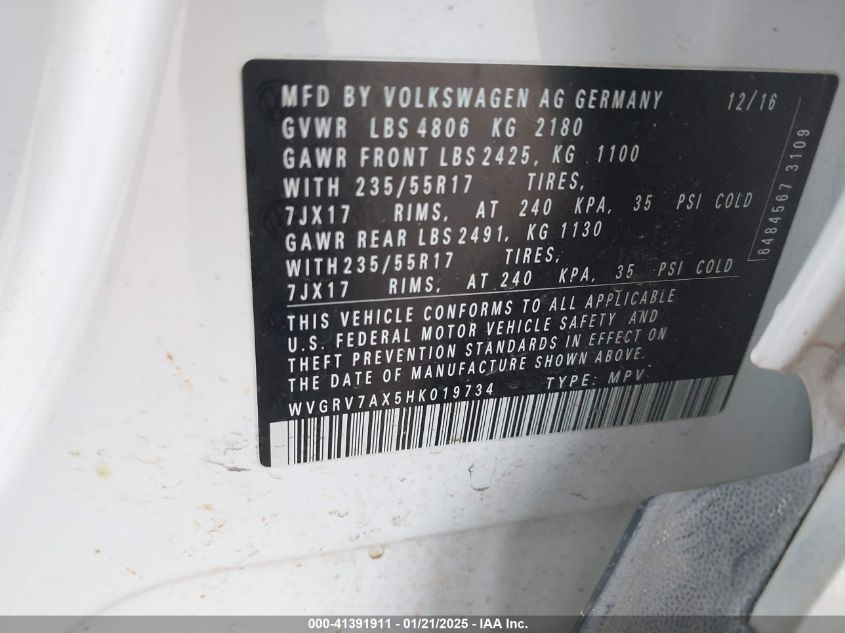 MFD BY VOLKSWAGEN AG GERMANY 12/16
GVWR LBS 4806 KG 2180
GAWR FRONT LBS 2425, KG 1100
WITH 235/55R17 TIRES,
7JX17 RIMS, AT 240 KPA, 35 PSI COLD
GAWR REAR LBS 2491, KG 1130
WITH 235/55R17 TIRES,
7JX17 RIMS, AT 240 KPA, 35 PSI COLD
THIS VEHICLE CONFORMS TO ALL APPLICABLE
U.S. FEDERAL MOTOR VEHICLE SAFETY AND
THEFT PREVENTION STANDARDS IN EFFECT ON
THE DATE OF MANUFACTURE SHOWN ABOVE.
WVGRV7AX5HK019734 TYPE: MPV
6484567 3109
000-41391911 - 01/21/2025 - IAA Inc.